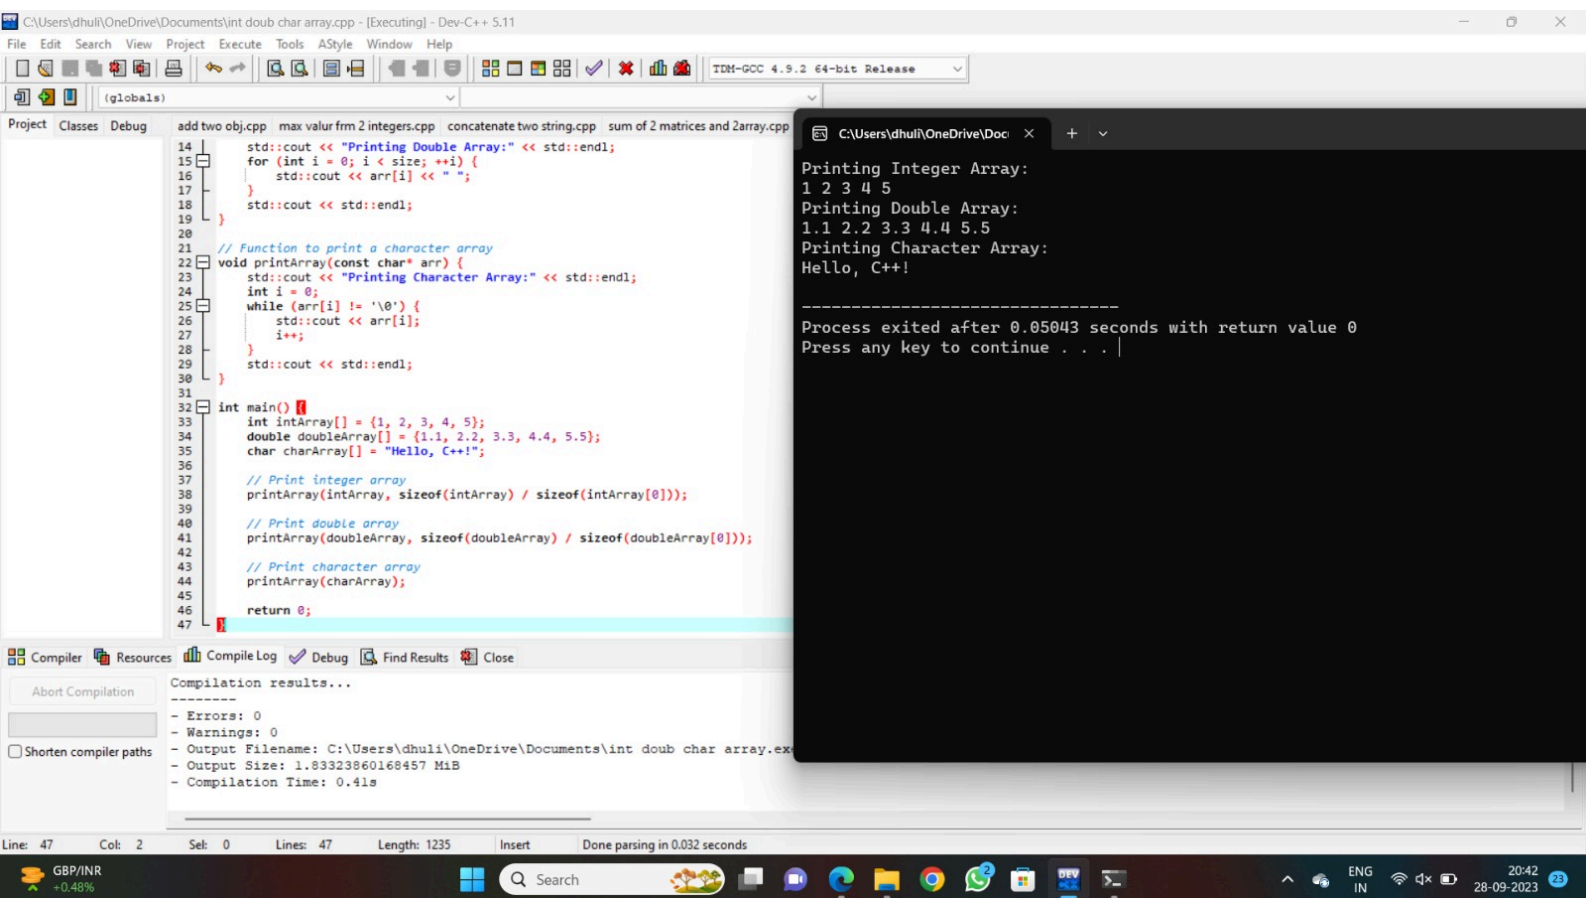 C:\Users\dhuli\OneDrive\Documents\int doub char array.cpp - [Executing] - Dev-C++ 5.11
File Edit Search View Project Execute Tools AStyle Window Help
TDM-GCC 4.9.2 64-bit Release
(globals)
Project Classes Debug
add two obj.cpp max valur frm 2 integers.cpp concatenate two string.cpp sum of 2 matrices and 2array.cpp
14 std::cout << "Printing Double Array:" << std::endl;
15 for (int i = 0; i < size; ++i) {
16 std::cout << arr[i] << " ";
17 }
18 std::cout << std::endl;
19 }
20
21 // Function to print a character array
22 void printArray(const char* arr) {
23 std::cout << "Printing Character Array:" << std::endl;
24 int i = 0;
25 while (arr[i] != '\0') {
26 std::cout << arr[i];
27 i++;
28 }
29 std::cout << std::endl;
30 }
31
32 int main() {
33 int intArray[] = {1, 2, 3, 4, 5};
34 double doubleArray[] = {1.1, 2.2, 3.3, 4.4, 5.5};
35 char charArray[] = "Hello, C++!";
36
37 // Print integer array
38 printArray(intArray, sizeof(intArray) / sizeof(intArray[0]));
39
40 // Print double array
41 printArray(doubleArray, sizeof(doubleArray) / sizeof(doubleArray[0]));
42
43 // Print character array
44 printArray(charArray);
45
46 return 0;
47 }
C:\Users\dhuli\OneDrive\Doc
Printing Integer Array:
1 2 3 4 5
Printing Double Array:
1.1 2.2 3.3 4.4 5.5
Printing Character Array:
Hello, C++!
--------------------------------
Process exited after 0.05043 seconds with return value 0
Press any key to continue . . .
Compiler Resources Compile Log Debug Find Results Close
Abort Compilation
Shorten compiler paths
Compilation results...
--------
- Errors: 0
- Warnings: 0
- Output Filename: C:\Users\dhuli\OneDrive\Documents\int doub char array.ex
- Output Size: 1.83323860168457 MiB
- Compilation Time: 0.41s
Line: 47 Col: 2 Sel: 0 Lines: 47 Length: 1235 Insert Done parsing in 0.032 seconds
GBP/INR
+0.48%
Search
2
DEV
ENG
IN
20:42
28-09-2023
23